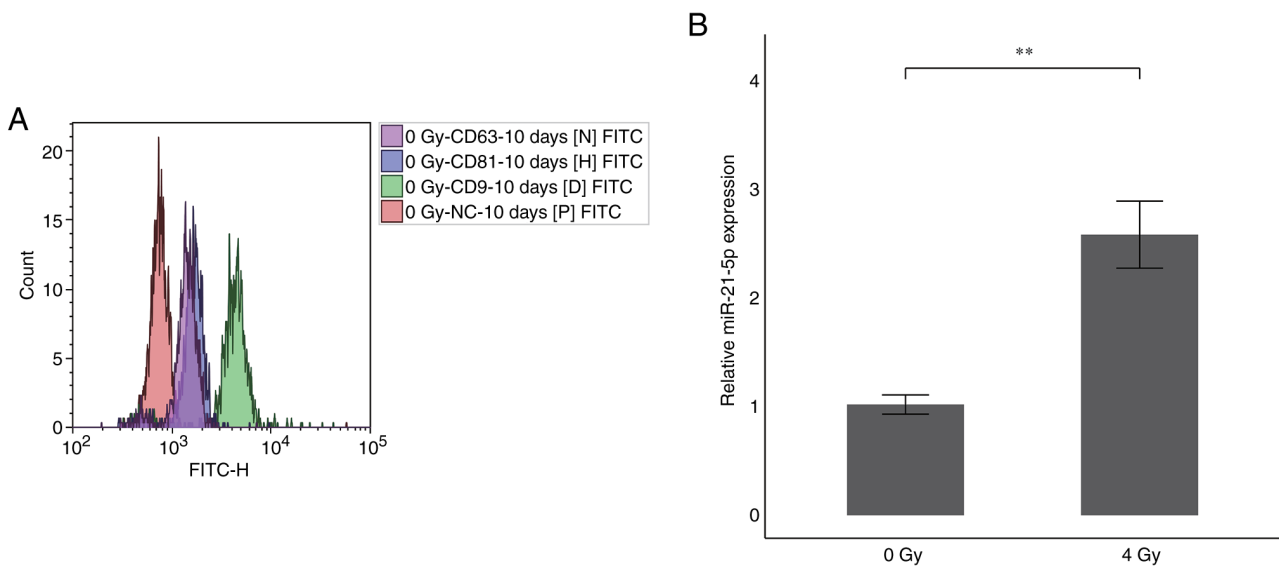 A
20
15
10
5
0
Count
10² 10³ 10⁴ 10⁵
FITC-H
0 Gy-CD63-10 days [N] FITC
0 Gy-CD81-10 days [H] FITC
0 Gy-CD9-10 days [D] FITC
0 Gy-NC-10 days [P] FITC
B
**
4
3
2
1
0
Relative miR-21-5p expression
0 Gy 4 Gy